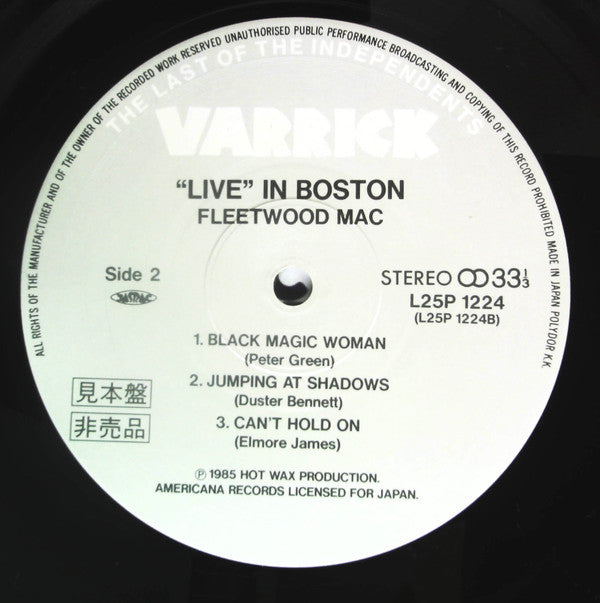 ALL RIGHTS OF THE MANUFACTURER AND OF THE OWNER OF THE RECORDED WORK RESERVED UNAUTHORISED PUBLIC PERFORMANCE BROADCASTING AND COPYING OF THIS RECORD PROHIBITED MADE IN JAPAN POLYDOR K.K.
THE LAST OF THE INDEPENDENTS
VARRICK
“LIVE” IN BOSTON
FLEETWOOD MAC
Side 2
JASRAC
STEREO ꝏ 33⅓
L25P 1224
(L25P 1224B)
1. BLACK MAGIC WOMAN
(Peter Green)
2. JUMPING AT SHADOWS
(Duster Bennett)
3. CAN'T HOLD ON
(Elmore James)
見本盤
非売品
Ⓟ 1985 HOT WAX PRODUCTION.
AMERICANA RECORDS LICENSED FOR JAPAN.